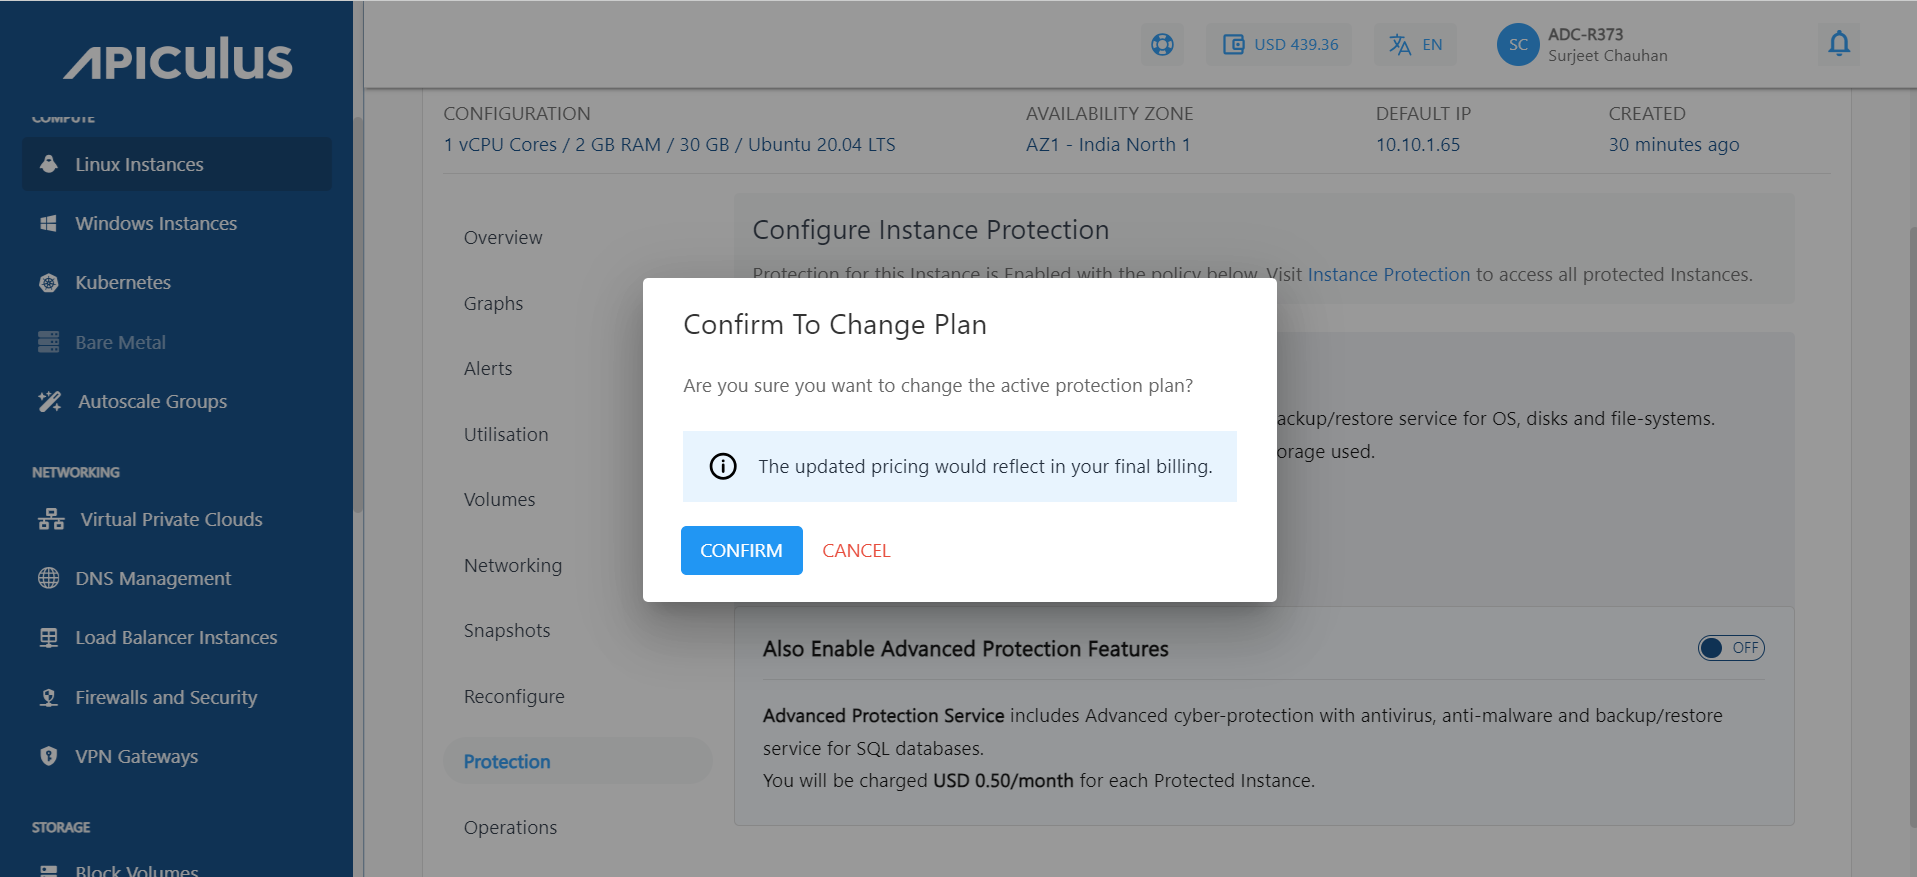 APICULUS
USD 439.36
EN
SC
ADC-R373
Surjeet Chauhan
COMPUTE
Linux Instances
Windows Instances
Kubernetes
Bare Metal
Autoscale Groups
NETWORKING
Virtual Private Clouds
DNS Management
Load Balancer Instances
Firewalls and Security
VPN Gateways
STORAGE
Block Volumes
CONFIGURATION
1 vCPU Cores / 2 GB RAM / 30 GB / Ubuntu 20.04 LTS
AVAILABILITY ZONE
AZ1 - India North 1
DEFAULT IP
10.10.1.65
CREATED
30 minutes ago
Overview
Graphs
Alerts
Utilisation
Volumes
Networking
Snapshots
Reconfigure
Protection
Operations
Configure Instance Protection
Protection for this Instance is Enabled with the policy below. Visit Instance Protection to access all protected Instances.
Confirm To Change Plan
Are you sure you want to change the active protection plan?
The updated pricing would reflect in your final billing.
CONFIRM
CANCEL
ackup/restore service for OS, disks and file-systems.
orage used.
Also Enable Advanced Protection Features
OFF
Advanced Protection Service includes Advanced cyber-protection with antivirus, anti-malware and backup/restore
service for SQL databases.
You will be charged USD 0.50/month for each Protected Instance.